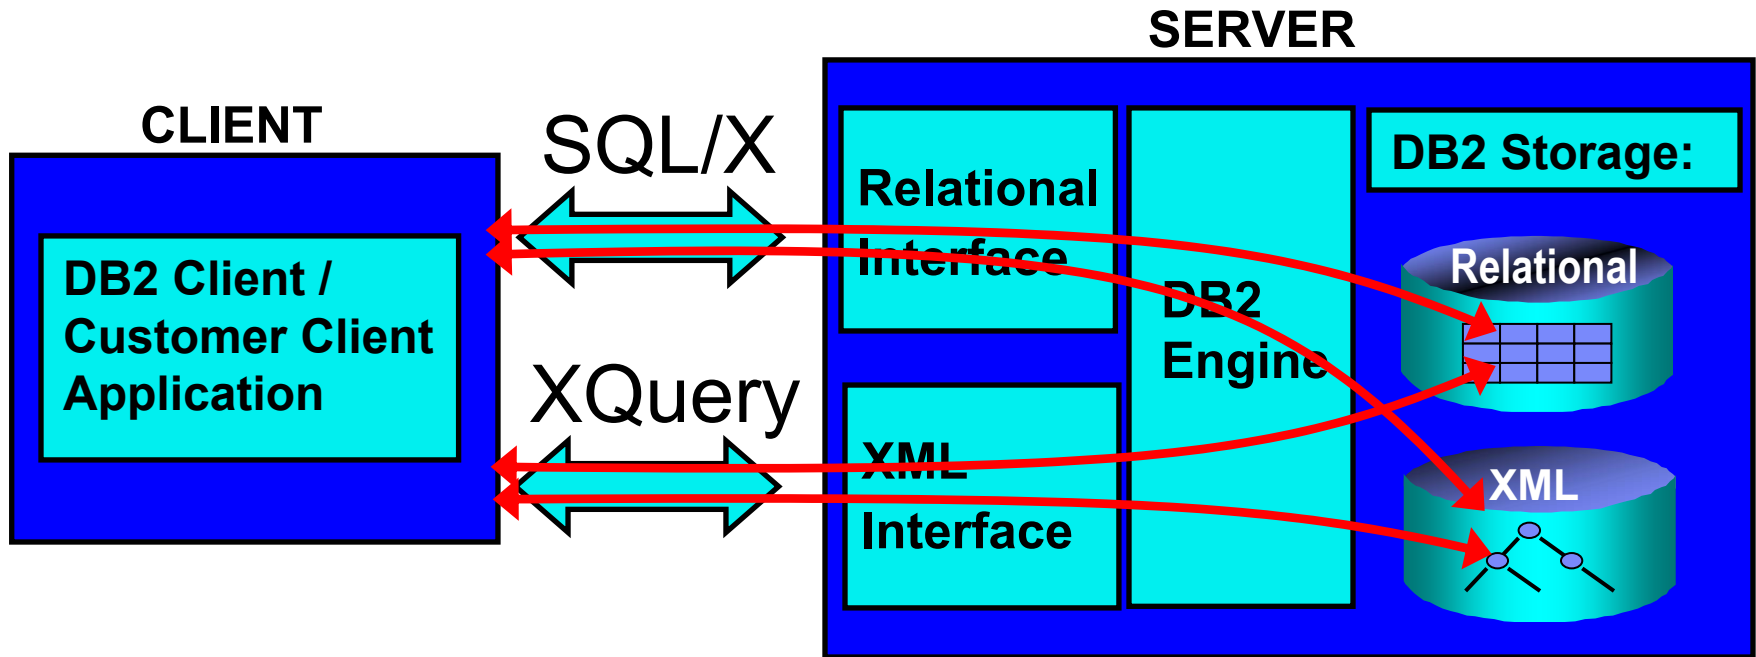 SERVER
CLIENT
SQL/X
DB2 Client /
Customer Client
Application
XQuery
Relational
Interface
XML
Interface
DB2
Engine
DB2 Storage:
Relational
XML